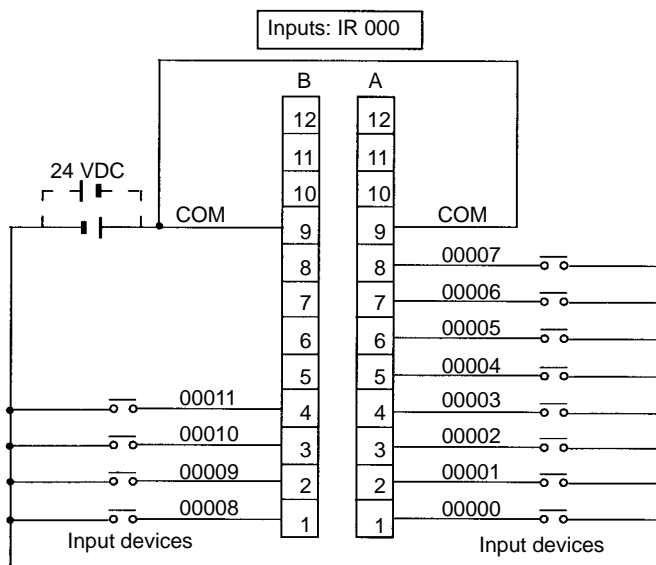 Inputs: IR 000
B A
12 12
11 11
24 VDC
10 10
COM 9 9 COM
8 8 00007
7 7 00006
6 6 00005
5 5 00004
00011 4 4 00003
00010 3 3 00002
00009 2 2 00001
00008 1 1 00000
Input devices Input devices